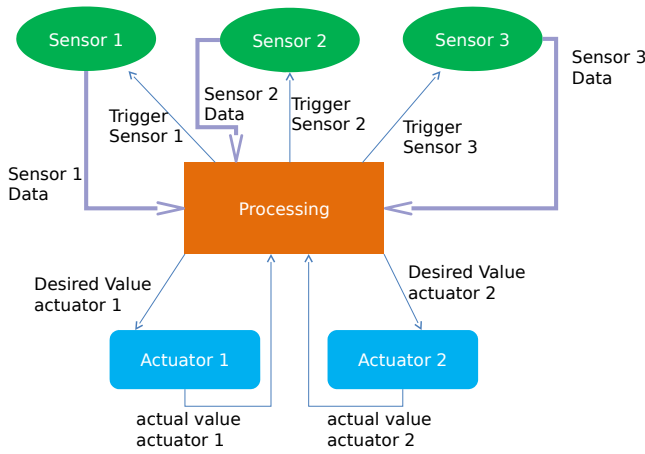 Sensor 1
Sensor 2
Sensor 3
Sensor 3
Data
Sensor 2
Data
Trigger
Sensor 1
Trigger
Sensor 2
Trigger
Sensor 3
Sensor 1
Data
Processing
Desired Value
actuator 1
Desired Value
actuator 2
Actuator 1
Actuator 2
actual value
actuator 1
actual value
actuator 2